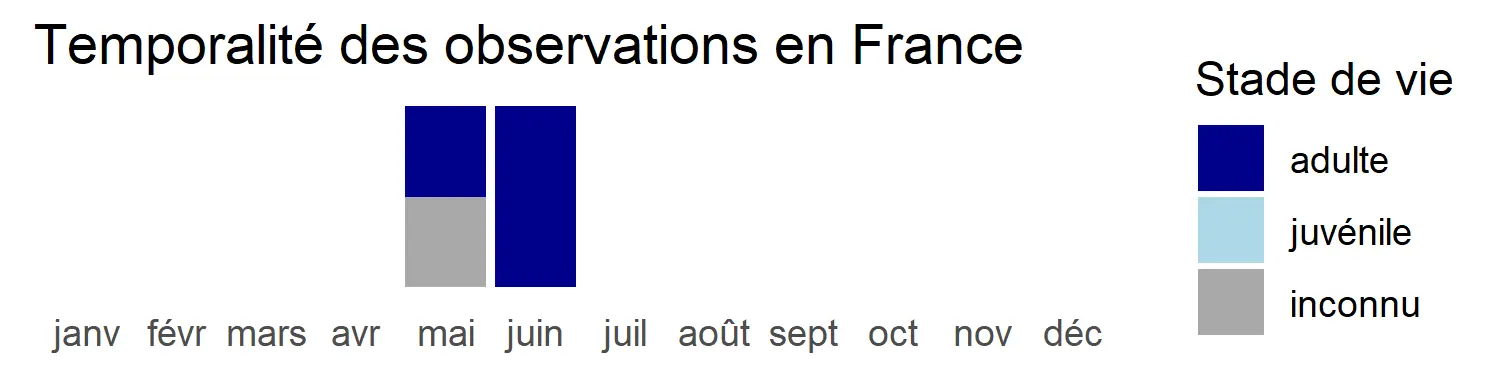 Temporalité des observations en France
janv févr mars avr mai juin juil août sept oct nov déc
Stade de vie
adulte
juvénile
inconnu